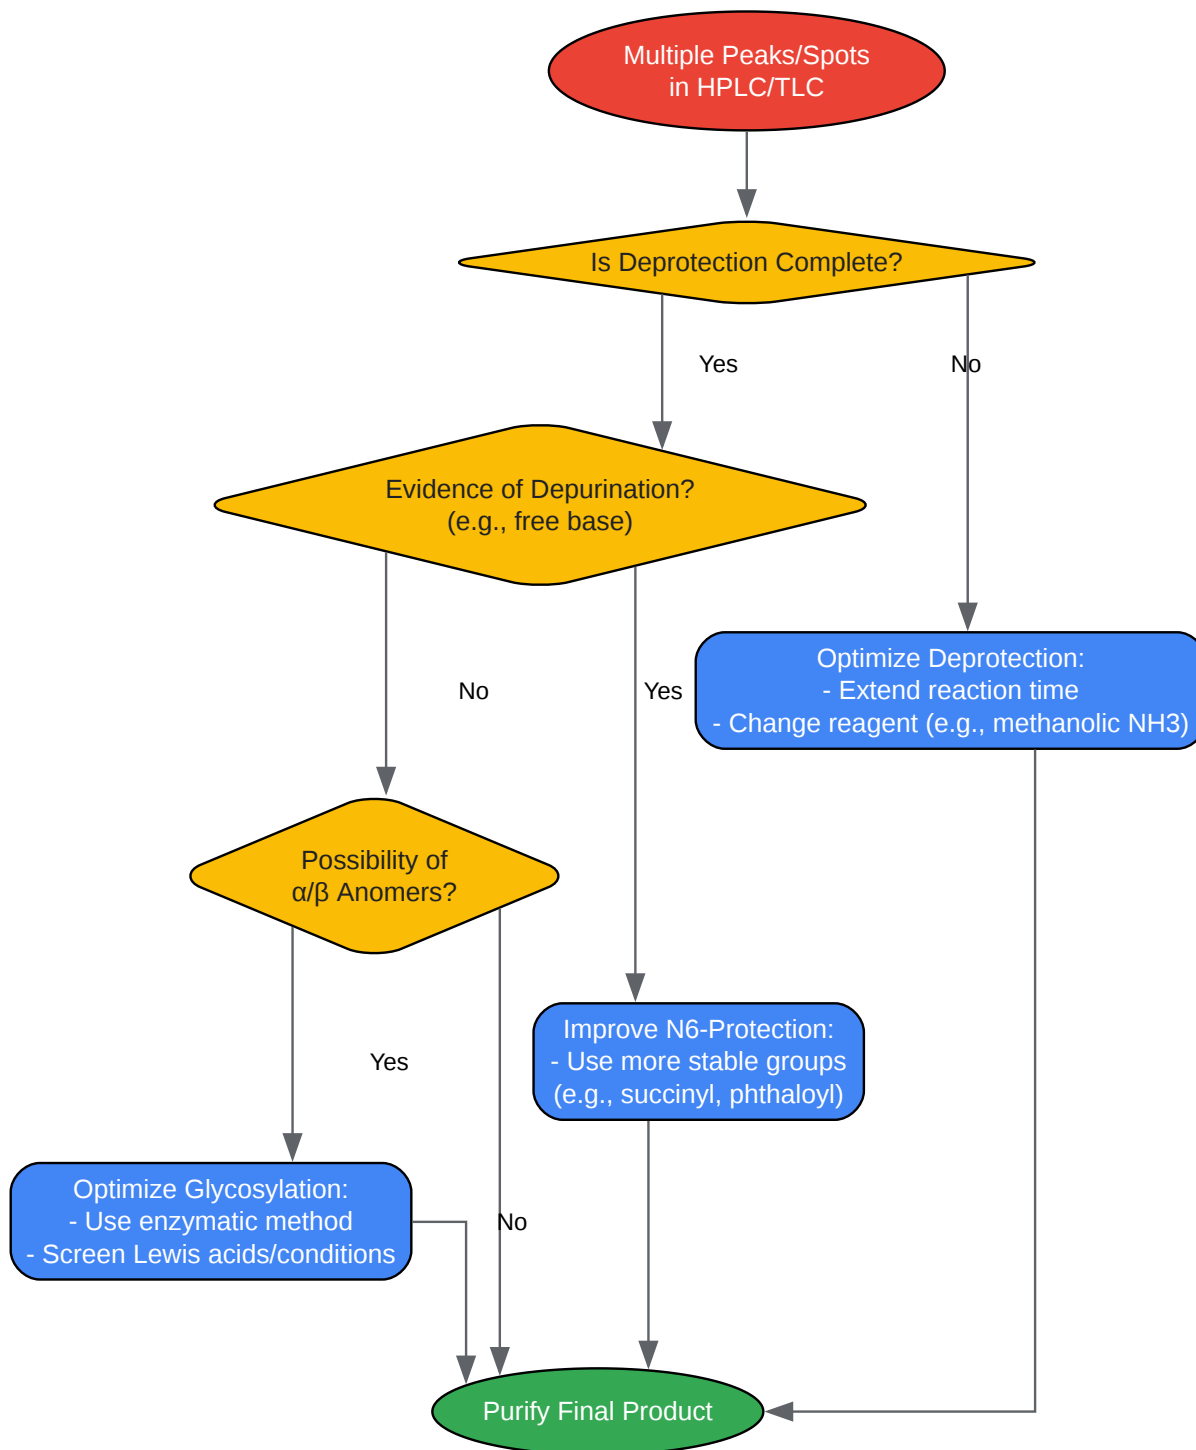 Multiple Peaks/Spots
in HPLC/TLC
Is Deprotection Complete?
Yes
No
Evidence of Depurination?
(e.g., free base)
Optimize Deprotection:
- Extend reaction time
- Change reagent (e.g., methanolic NH3)
No
Yes
Possibility of
α/β Anomers?
Improve N6-Protection:
- Use more stable groups
(e.g., succinyl, phthaloyl)
Yes
Optimize Glycosylation:
- Use enzymatic method
- Screen Lewis acids/conditions
No
Purify Final Product